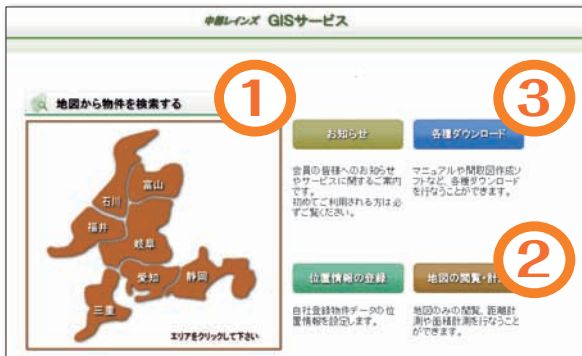 中部レインズ GISサービス
地図から物件を検索する
1
富山
石川
福井
岐阜
愛知
静岡
三重
エリアをクリックして下さい
お知らせ
会員の皆様へのお知らせ
やサービスに関するご案内
です。
初めてご利用される方は必
ずご覧ください。
3
各種ダウンロード
マニュアルや間取図作成ソ
フトなど、各種ダウンロード
を行なうことができます。
位置情報の登録
自社登録物件データの位
置情報を設定します。
2
地図の閲覧・計
地図のみの閲覧、距離計
測や面積計測を行なうこと
ができます。